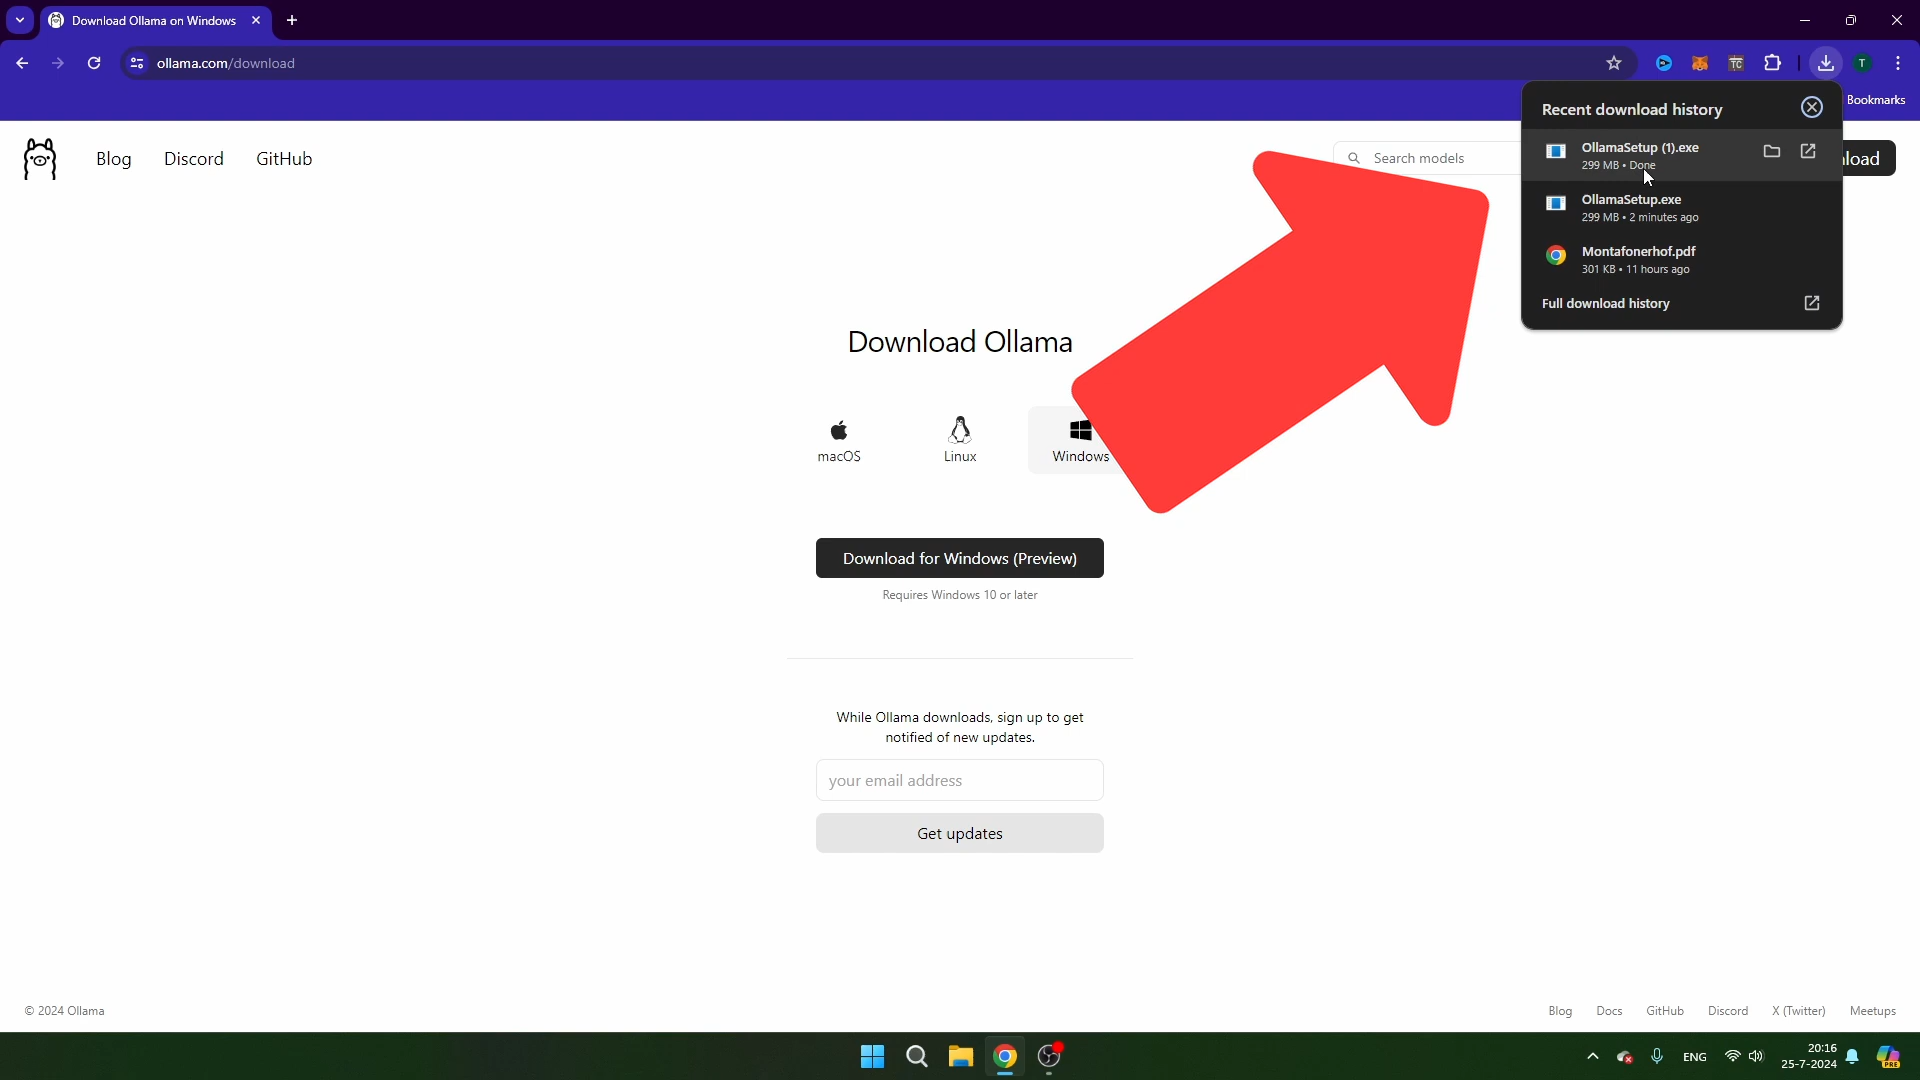 Download Ollama on Windows
ollama.com/download
TC
T
Bookmarks
Recent download history
OllamaSetup (1).exe
299 MB • Done
OllamaSetup.exe
299 MB • 2 minutes ago
Montafonerhof.pdf
301 KB • 11 hours ago
Full download history
Blog
Discord
GitHub
Search models
load
Download Ollama
macOS
Linux
Windows
Download for Windows (Preview)
Requires Windows 10 or later
While Ollama downloads, sign up to get
notified of new updates.
your email address
Get updates
© 2024 Ollama
Blog
Docs
GitHub
Discord
X (Twitter)
Meetups
ENG
20:16
25-7-2024
PRE